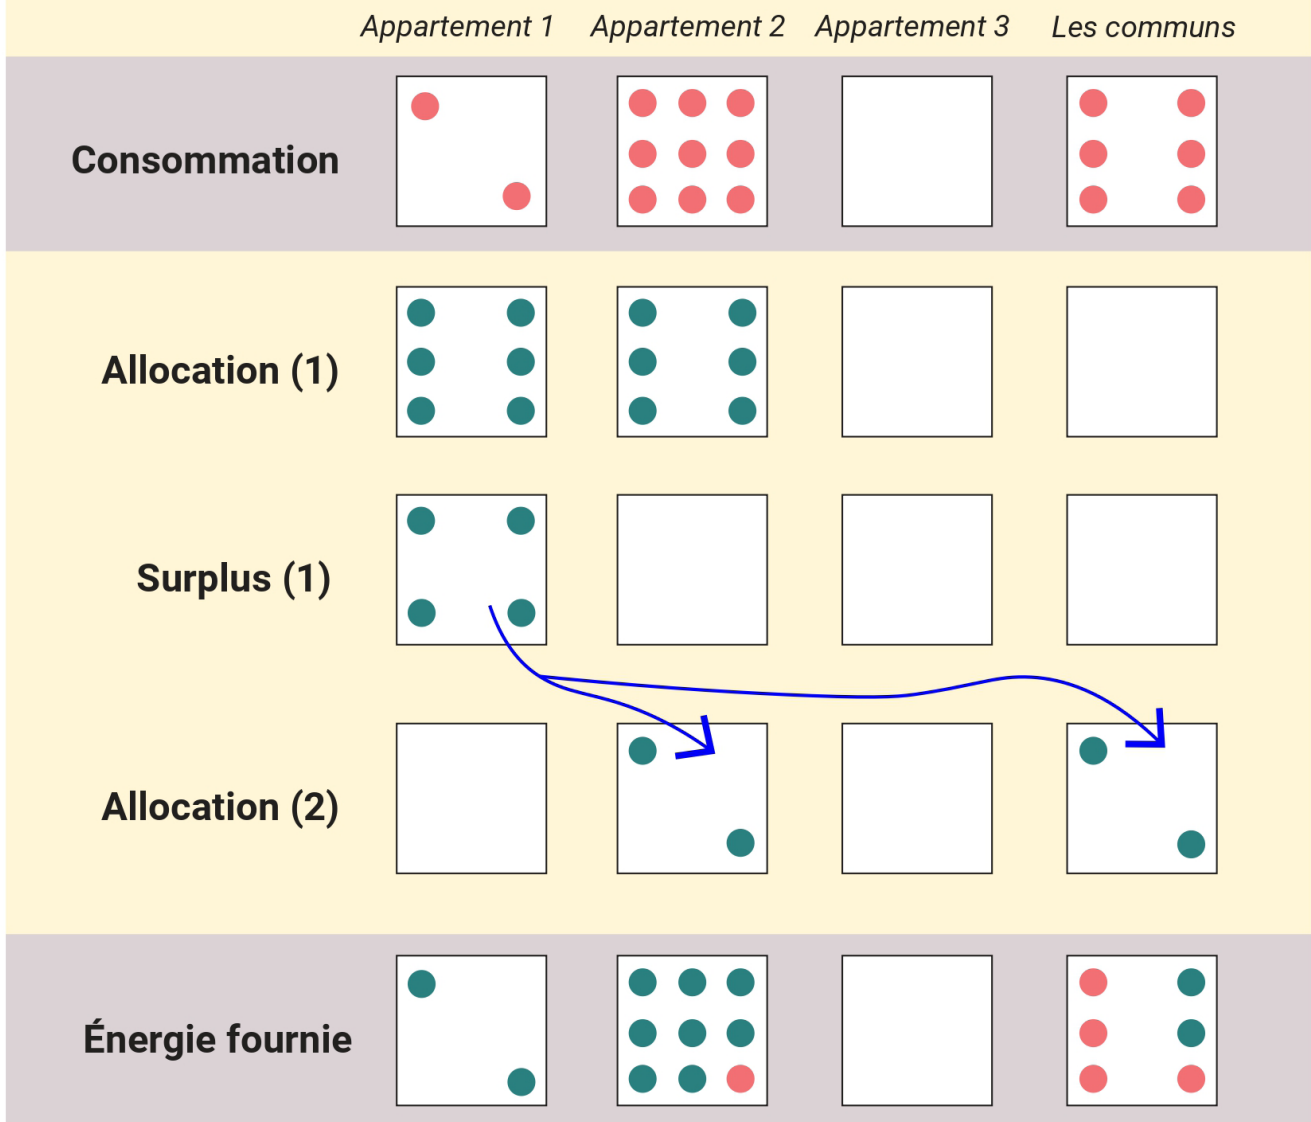 Appartement 1 Appartement 2 Appartement 3 Les communs
Consommation
Allocation (1)
Surplus (1)
Allocation (2)
Énergie fournie